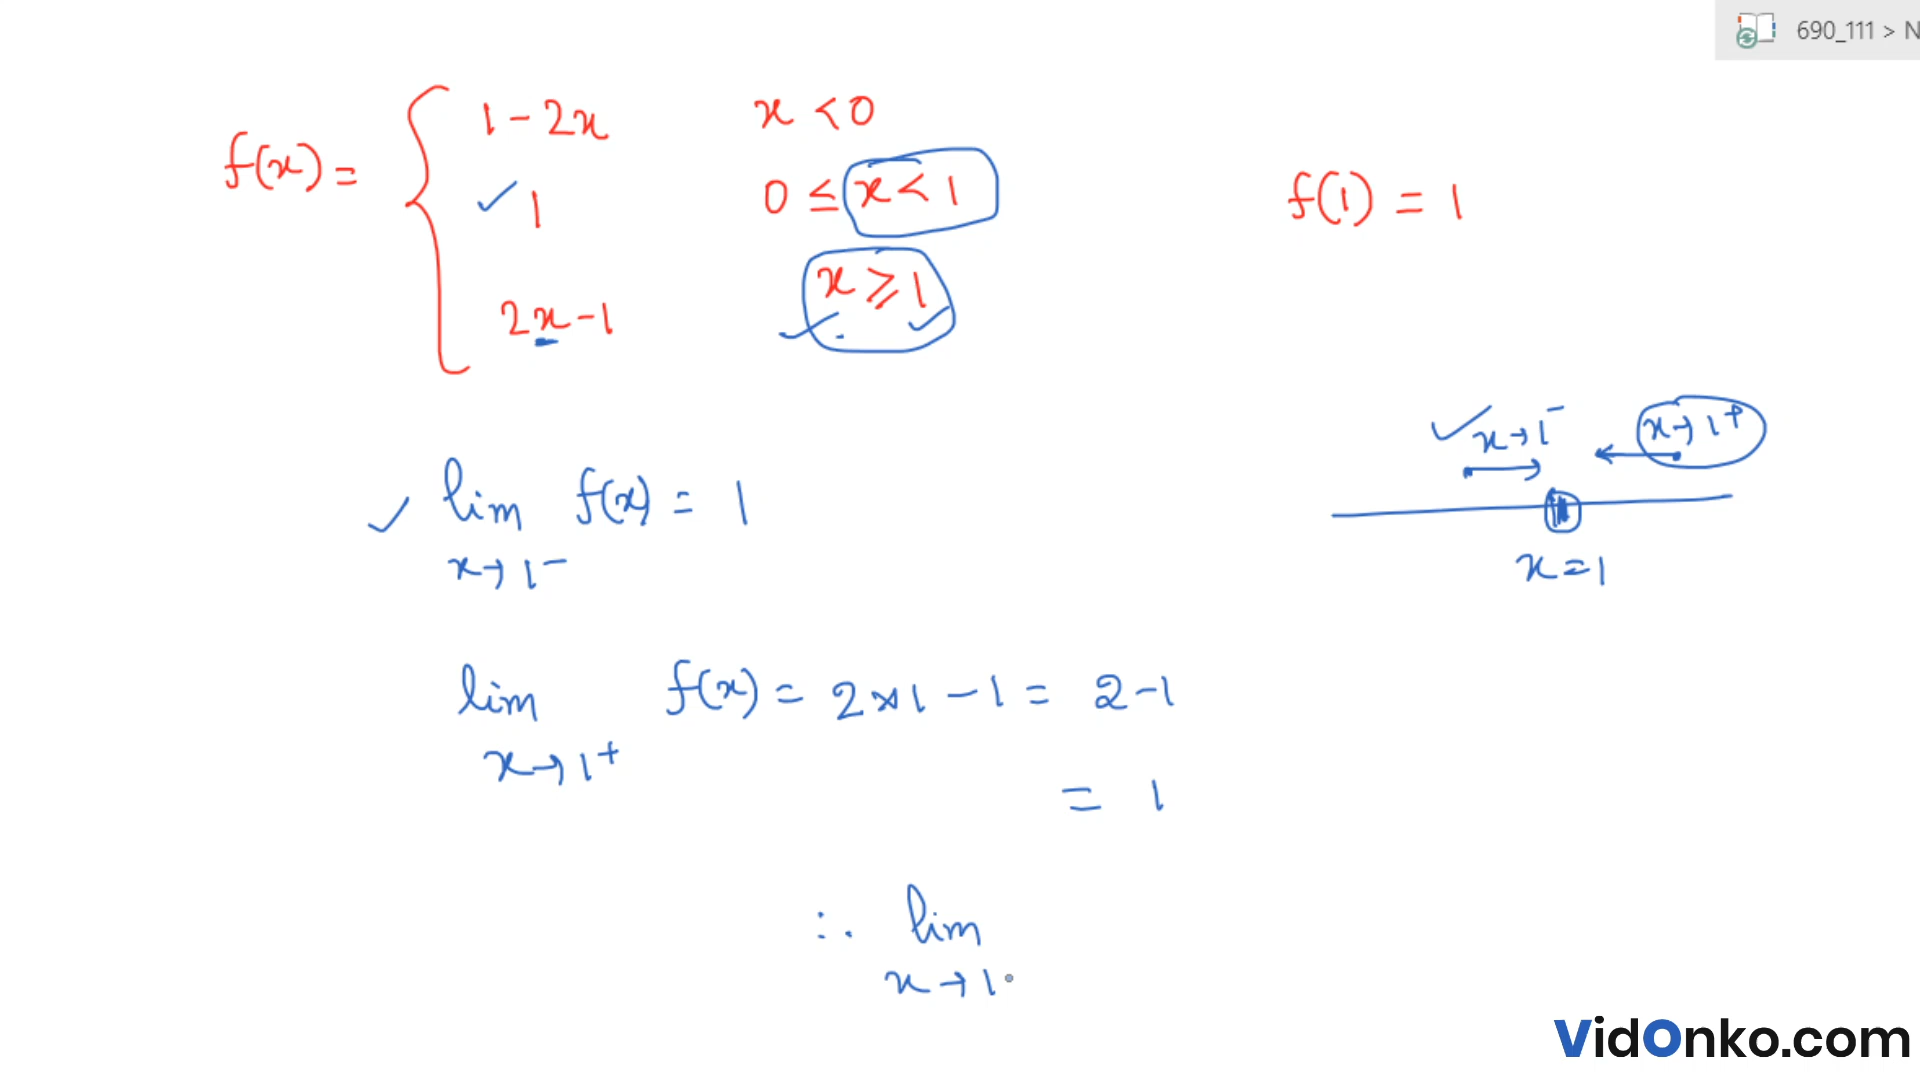 690_111 > N
f(x) = { 1 - 2x x < 0
✓ 1 0 ≤ x < 1
2x - 1 x ≥ 1
f(1) = 1
✓ x → 1⁻ x → 1⁺
x = 1
✓ lim f(x) = 1
x → 1⁻
lim f(x) = 2 × 1 - 1 = 2 - 1
x → 1⁺
= 1
∴ lim
x → 1
VidOnko.com